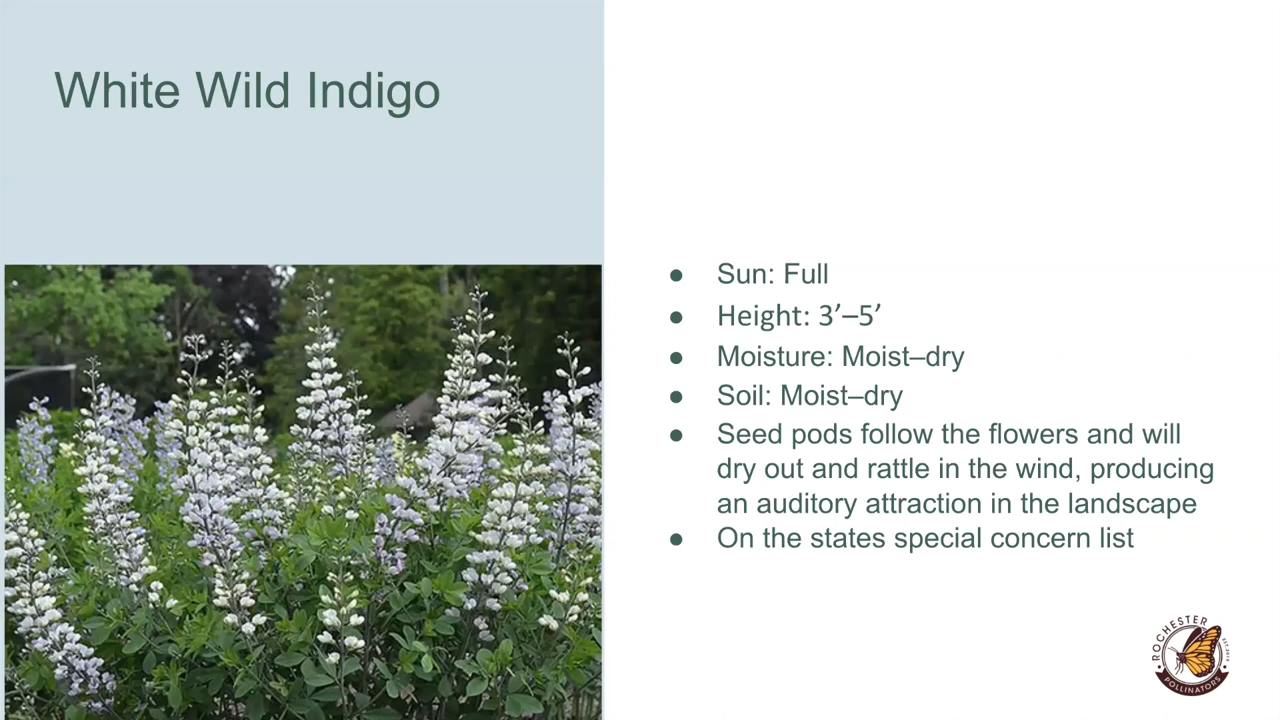 White Wild Indigo
● Sun: Full
● Height: 3’–5’
● Moisture: Moist–dry
● Soil: Moist–dry
● Seed pods follow the flowers and will
dry out and rattle in the wind, producing
an auditory attraction in the landscape
● On the states special concern list
ROCHESTER
POLLINATORS